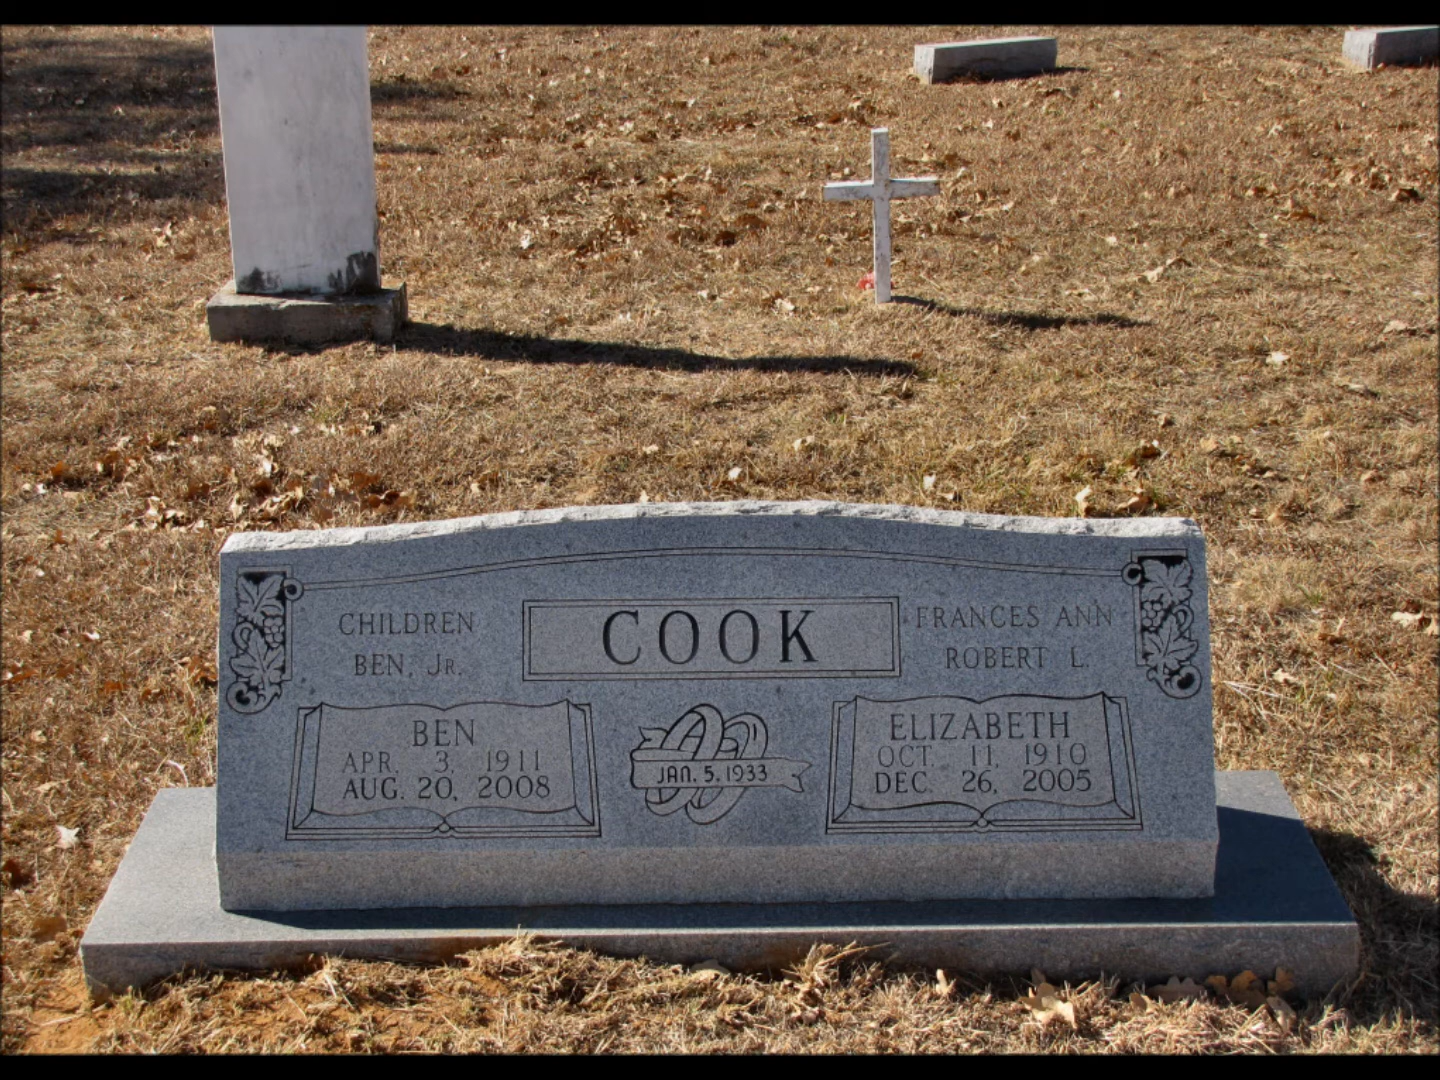 CHILDREN
BEN, JR.
COOK
FRANCES ANN
ROBERT L.
BEN
APR. 3, 1911
AUG. 20, 2008
JAN. 5, 1933
ELIZABETH
OCT. 11, 1910
DEC. 26, 2005